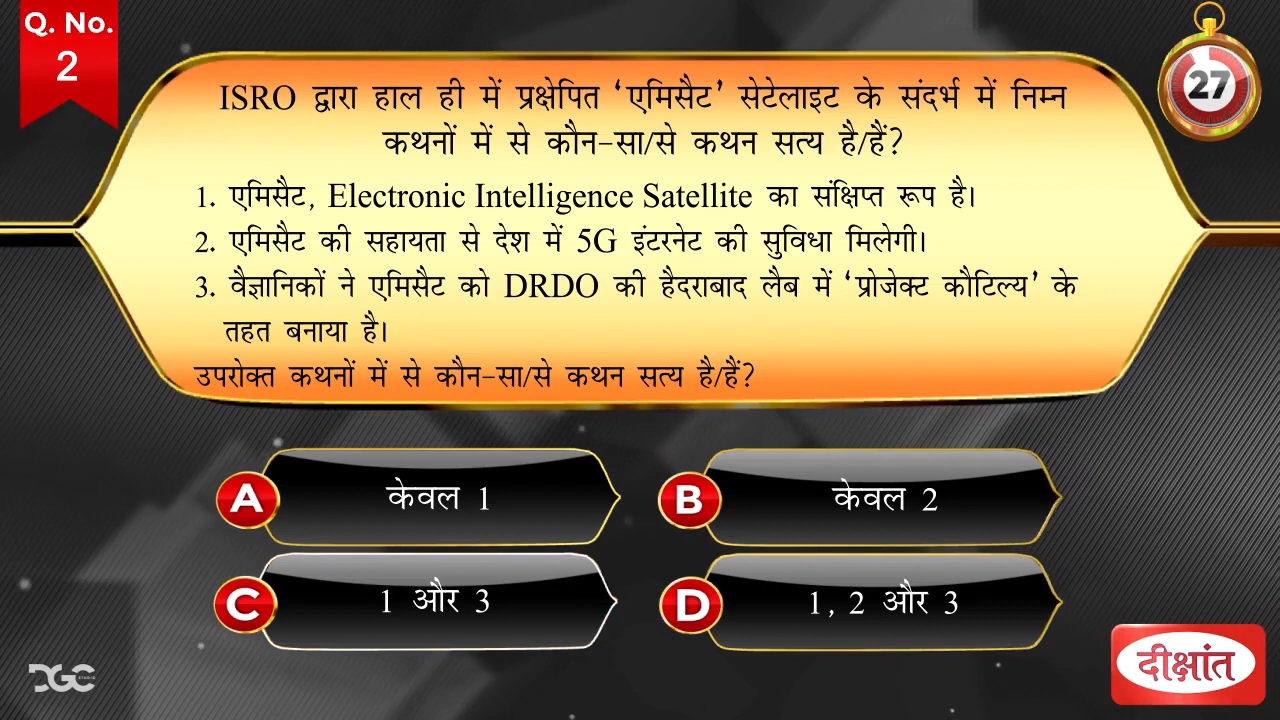 Q. No.
2
27
ISRO द्वारा हाल ही में प्रक्षेपित ‘एमिसैट’ सेटेलाइट के संदर्भ में निम्न
कथनों में से कौन-सा/से कथन सत्य है/हैं?
1. एमिसैट, Electronic Intelligence Satellite का संक्षिप्त रूप है।
2. एमिसैट की सहायता से देश में 5G इंटरनेट की सुविधा मिलेगी।
3. वैज्ञानिकों ने एमिसैट को DRDO की हैदराबाद लैब में ‘प्रोजेक्ट कौटिल्य’ के
तहत बनाया है।
उपरोक्त कथनों में से कौन-सा/से कथन सत्य है/हैं?
A केवल 1
B केवल 2
C 1 और 3
D 1, 2 और 3
DGC
STUDIO
दीक्षांत